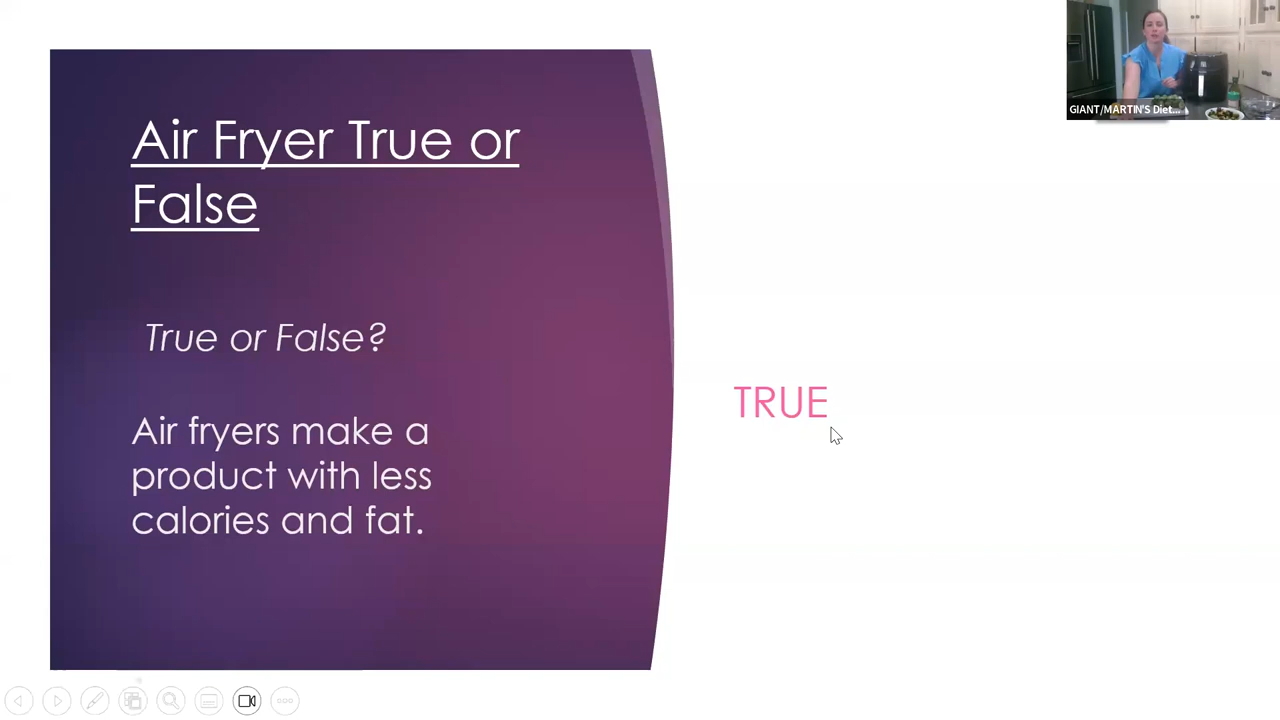 Air Fryer True or
False
True or False?
Air fryers make a
product with less
calories and fat.
TRUE
GIANT/MARTIN'S Diet...